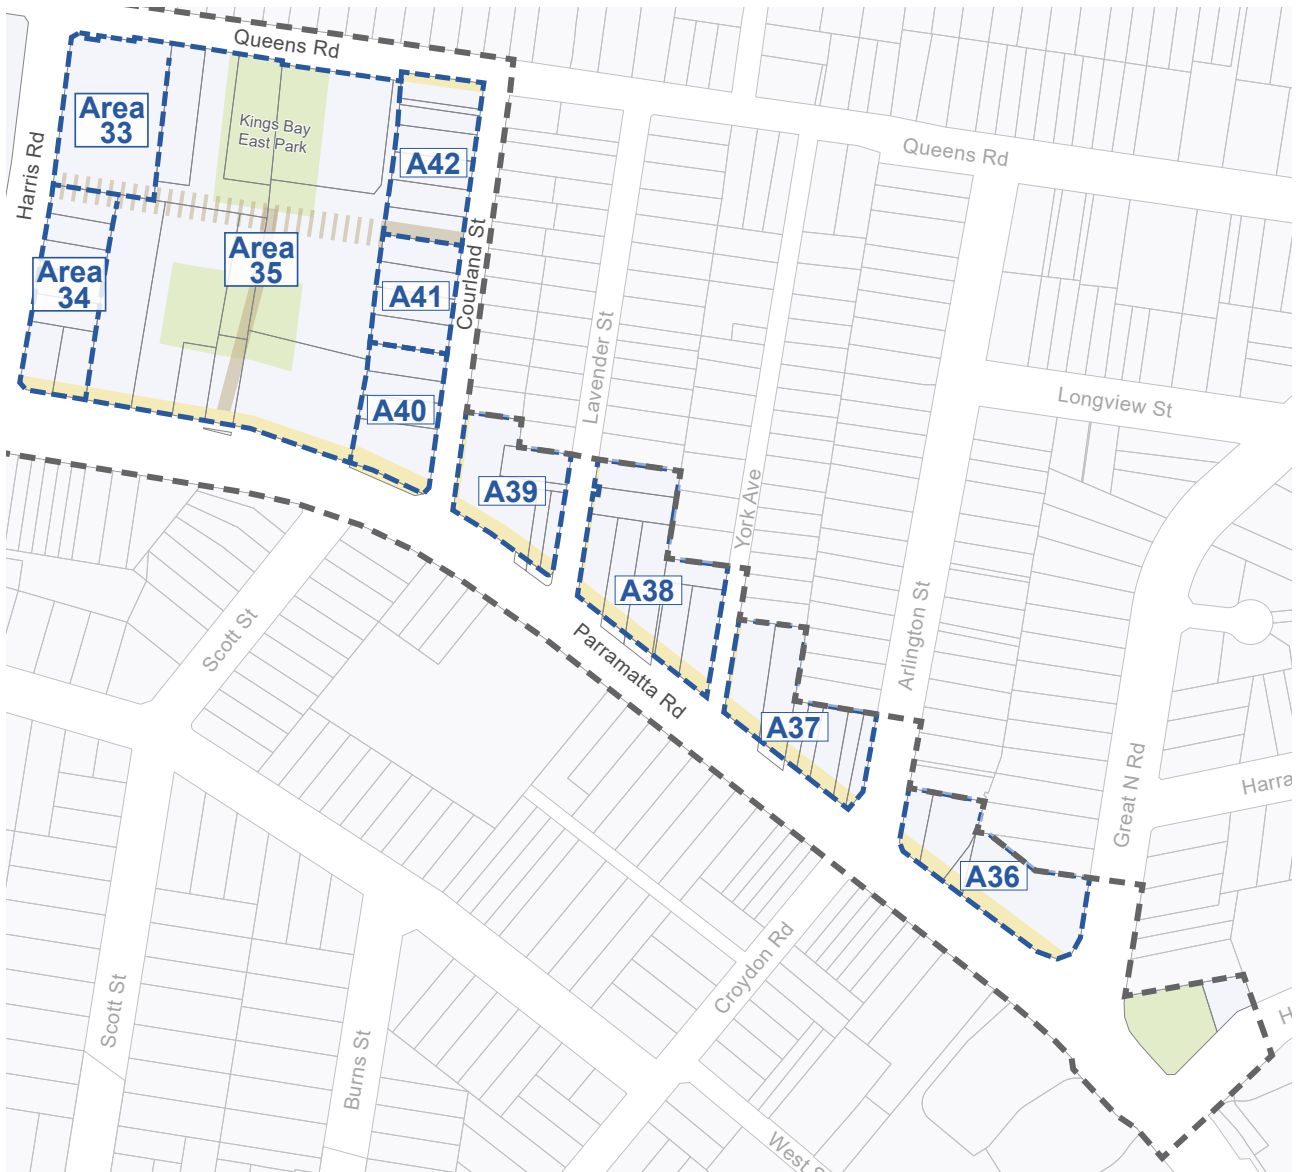 Queens Rd
Area
33
Kings Bay
East Park
Harris Rd
A42
Queens Rd
Courland St
Area
35
Area
34
A41
Lavender St
Longview St
A40
A39
York Ave
A38
Arlington St
Scott St
Parramatta Rd
A37
Great N Rd
Harra
A36
Croydon Rd
Scott St
Burns St
H
West S